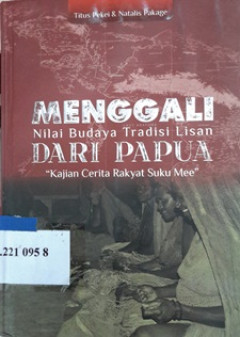 Titus Pekei & Natalis Pakage
MENGGALI
Nilai Budaya Tradisi Lisan
DARI PAPUA
"Kajian Cerita Rakyat Suku Mee"
.221 095 8